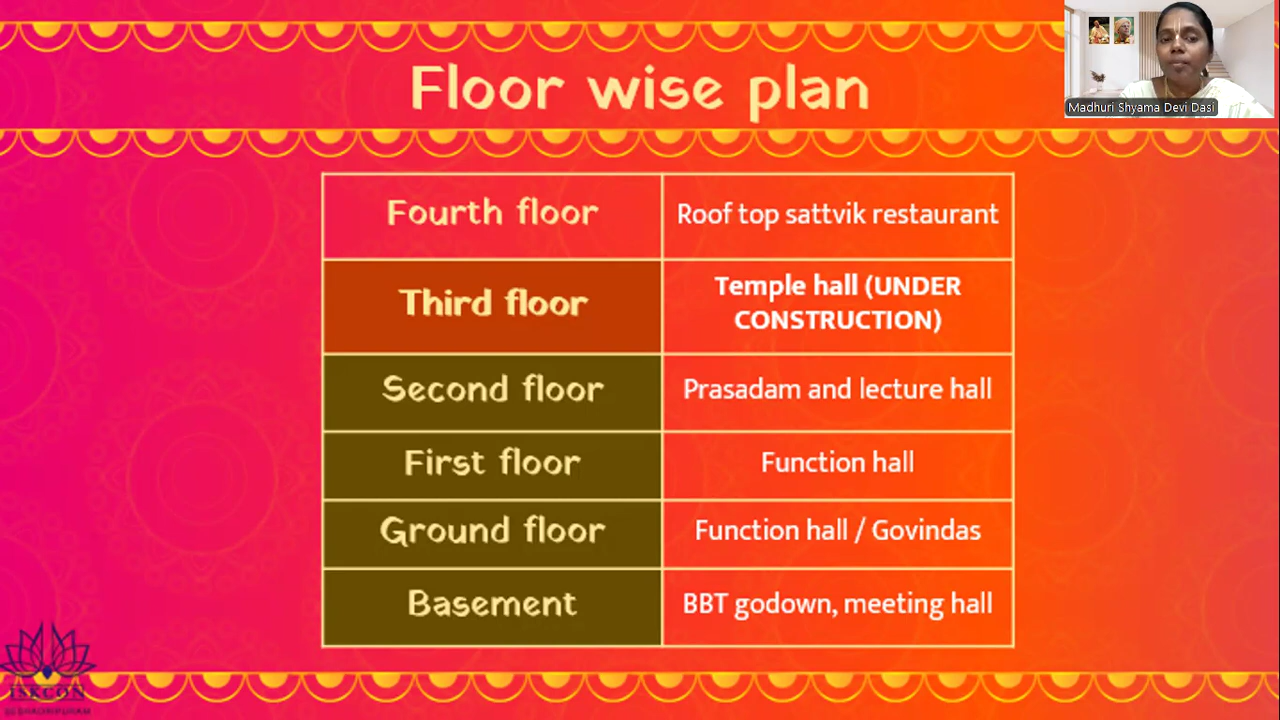 Floor wise plan
Madhuri Shyama Devi Dasi
Fourth floor
Roof top sattvik restaurant
Third floor
Temple hall (UNDER
CONSTRUCTION)
Second floor
Prasadam and lecture hall
First floor
Function hall
Ground floor
Function hall / Govindas
Basement
BBT godown, meeting hall
ISKCON